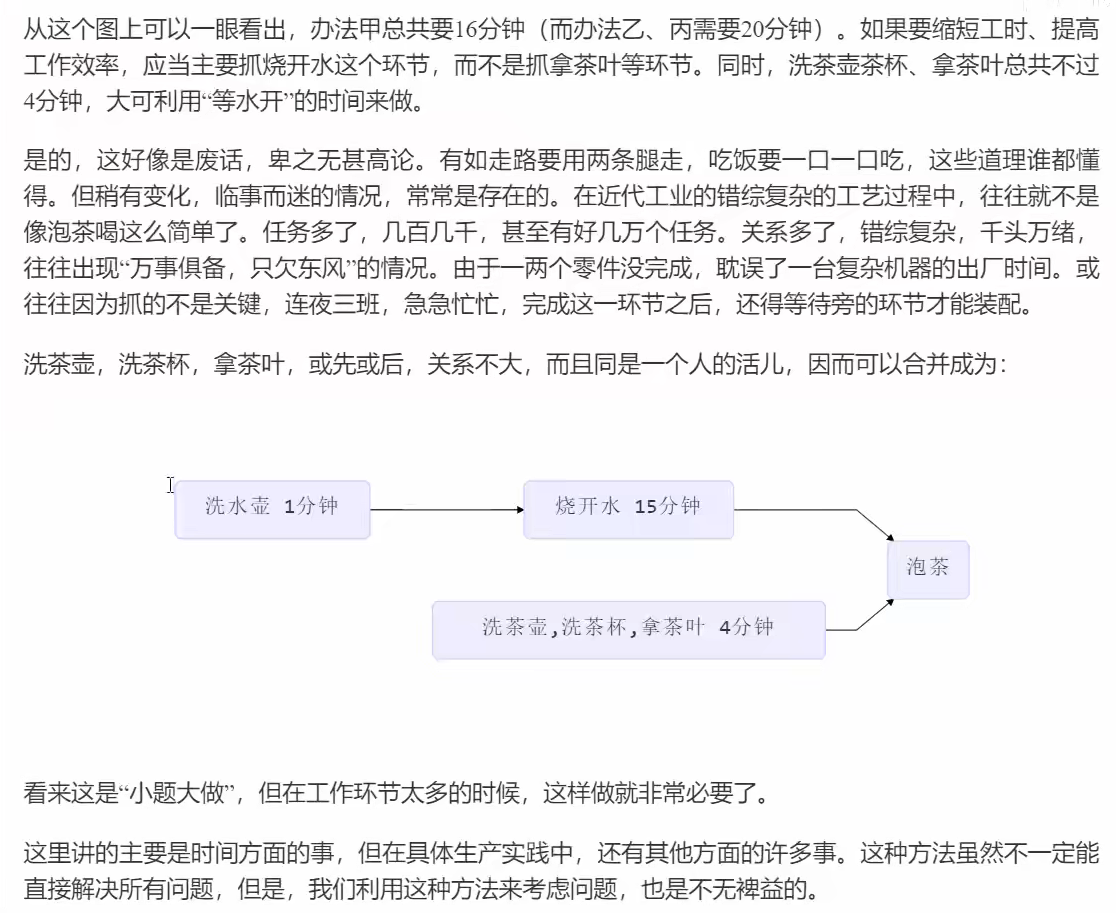 从这个图上可以一眼看出，办法甲总共要16分钟（而办法乙、丙需要20分钟）。如果要缩短工时、提高
工作效率，应当主要抓烧开水这个环节，而不是抓拿茶叶等环节。同时，洗茶壶茶杯、拿茶叶总共不过
4分钟，大可利用“等水开”的时间来做。
是的，这好像是废话，卑之无甚高论。有如走路要用两条腿走，吃饭要一口一口吃，这些道理谁都懂
得。但稍有变化，临事而迷的情况，常常是存在的。在近代工业的错综复杂的工艺过程中，往往就不是
像泡茶喝这么简单了。任务多了，几百几千，甚至有好几万个任务。关系多了，错综复杂，千头万绪，
往往出现“万事俱备，只欠东风”的情况。由于一两个零件没完成，耽误了一台复杂机器的出厂时间。或
往往因为抓的不是关键，连夜三班，急急忙忙，完成这一环节之后，还得等待旁的环节才能装配。
洗茶壶，洗茶杯，拿茶叶，或先或后，关系不大，而且同是一个人的活儿，因而可以合并成为：
洗水壶 1分钟
烧开水 15分钟
泡茶
洗茶壶,洗茶杯,拿茶叶 4分钟
看来这是“小题大做”，但在工作环节太多的时候，这样做就非常必要了。
这里讲的主要是时间方面的事，但在具体生产实践中，还有其他方面的许多事。这种方法虽然不一定能
直接解决所有问题，但是，我们利用这种方法来考虑问题，也是不无裨益的。